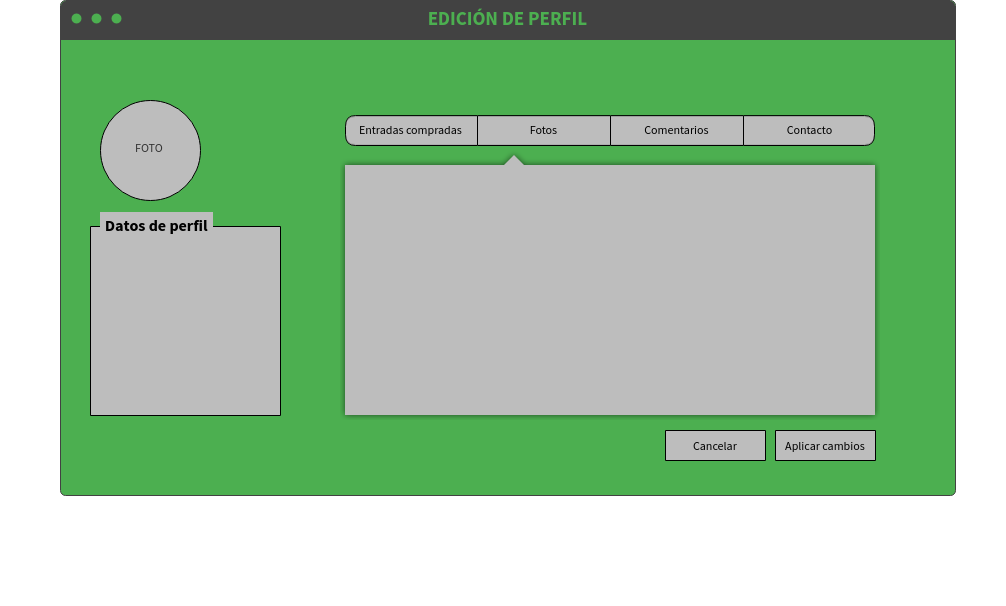 EDICIÓN DE PERFIL
FOTO
Entradas compradas
Fotos
Comentarios
Contacto
Datos de perfil
Cancelar
Aplicar cambios